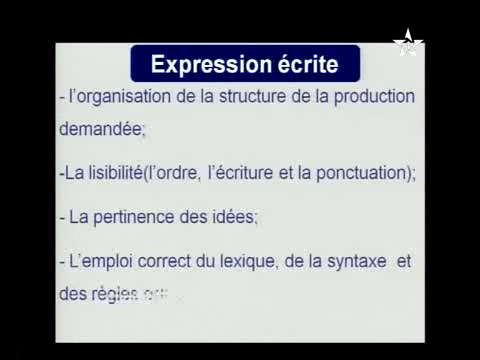 Expression écrite
- l'organisation de la structure de la production
demandée;
-La lisibilité(l'ordre, l'écriture et la ponctuation);
- La pertinence des idées;
- L'emploi correct du lexique, de la syntaxe et
des règles